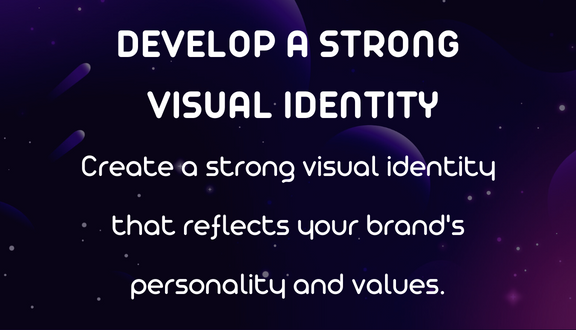 DEVELOP A STRONG
VISUAL IDENTITY
Create a strong visual identity
that reflects your brand's
personality and values.